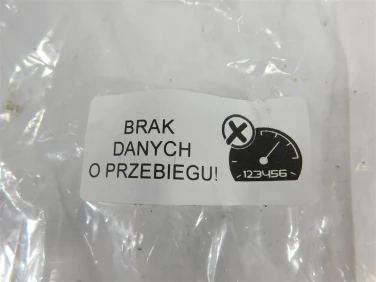 BRAK
DANYCH
O PRZEBIEGU!
123456